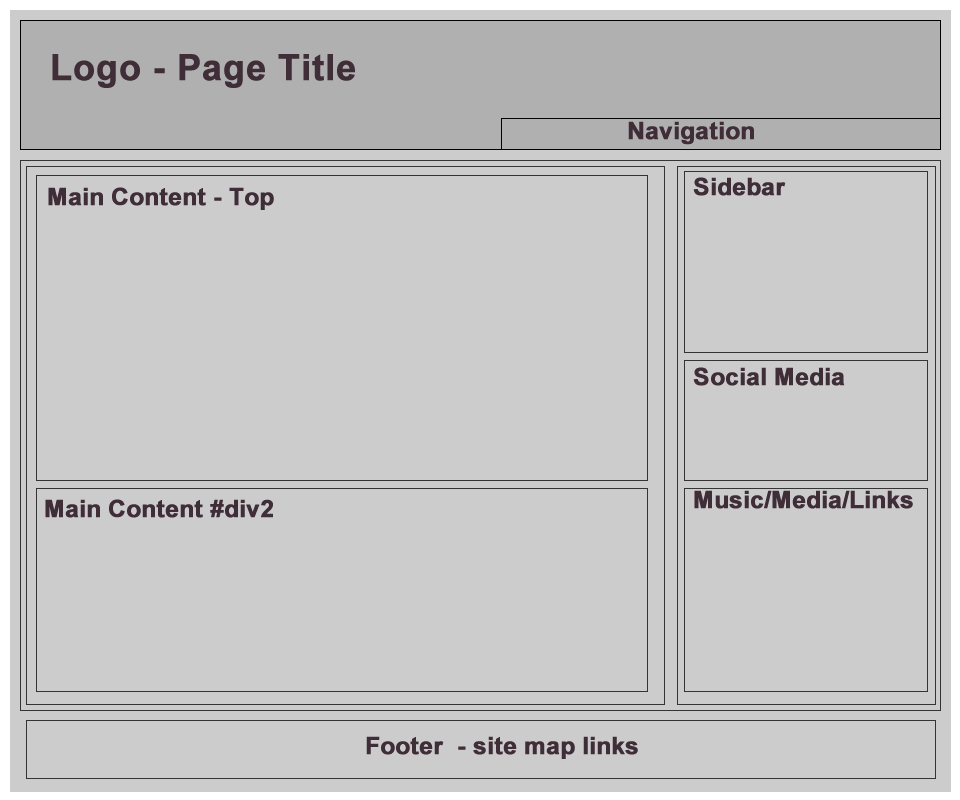 Logo - Page Title
Navigation
Main Content - Top
Main Content #div2
Sidebar
Social Media
Music/Media/Links
Footer  - site map links